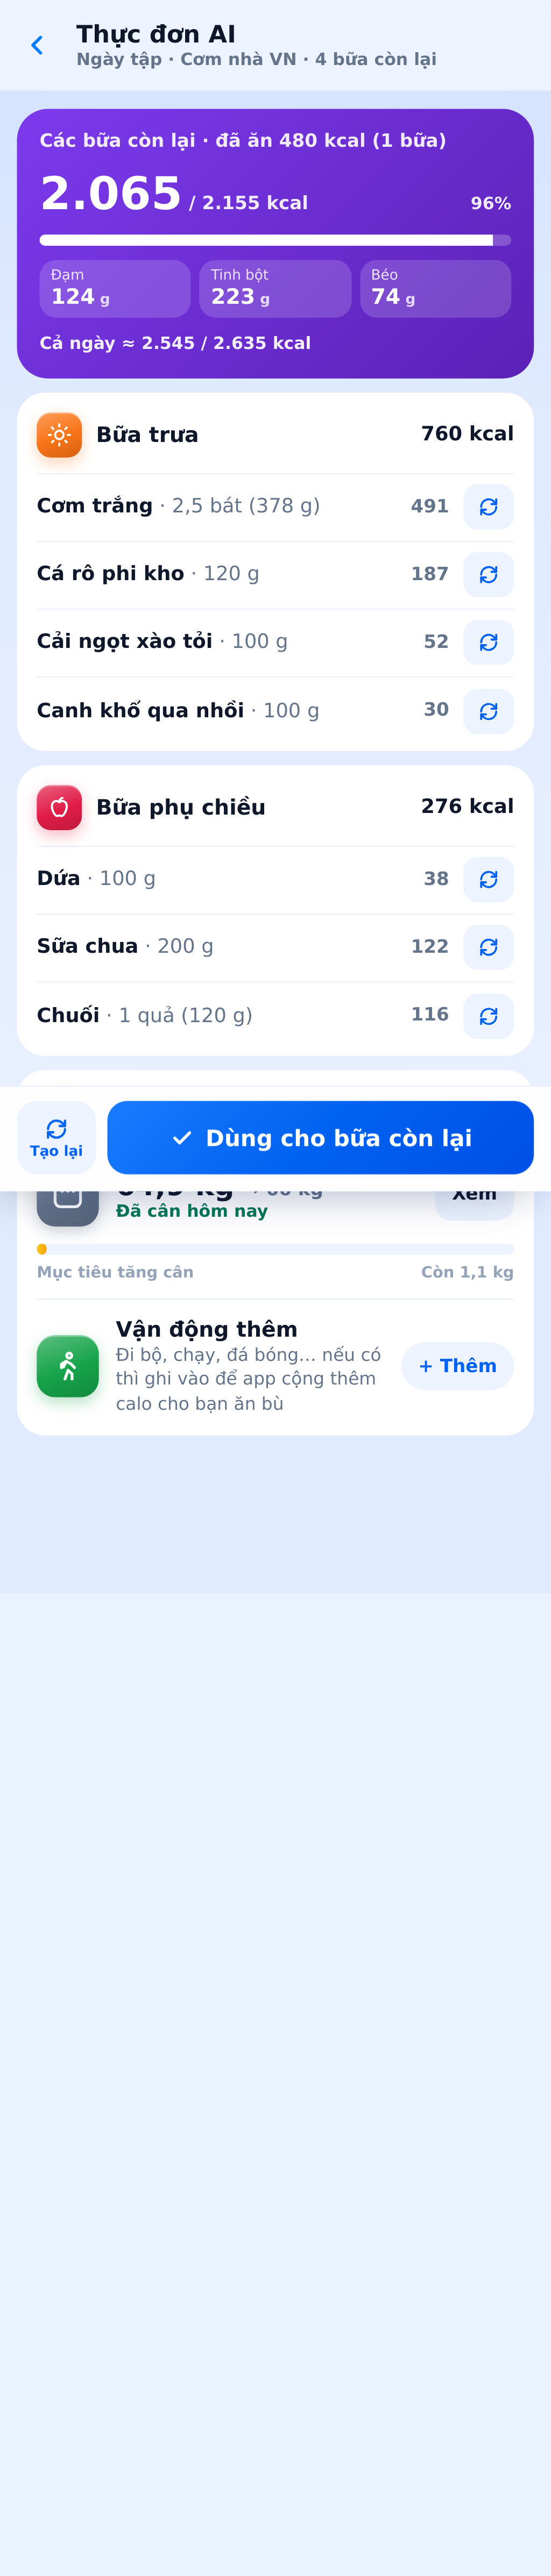 Thực đơn AI
Ngày tập · Cơm nhà VN · 4 bữa còn lại
Các bữa còn lại · đã ăn 480 kcal (1 bữa)
2.065 / 2.155 kcal 96%
Đạm Tinh bột Béo
124 g 223 g 74 g
Cả ngày ≈ 2.545 / 2.635 kcal
Bữa trưa 760 kcal
Cơm trắng · 2,5 bát (378 g) 491
Cá rô phi kho · 120 g 187
Cải ngọt xào tỏi · 100 g 52
Canh khổ qua nhồi · 100 g 30
Bữa phụ chiều 276 kcal
Dứa · 100 g 38
Sữa chua · 200 g 122
Chuối · 1 quả (120 g) 116
Tạo lại
Dùng cho bữa còn lại
Xem
Đã cân hôm nay
Mục tiêu tăng cân Còn 1,1 kg
Vận động thêm
Đi bộ, chạy, đá bóng... nếu có
thì ghi vào để app cộng thêm
calo cho bạn ăn bù
+ Thêm